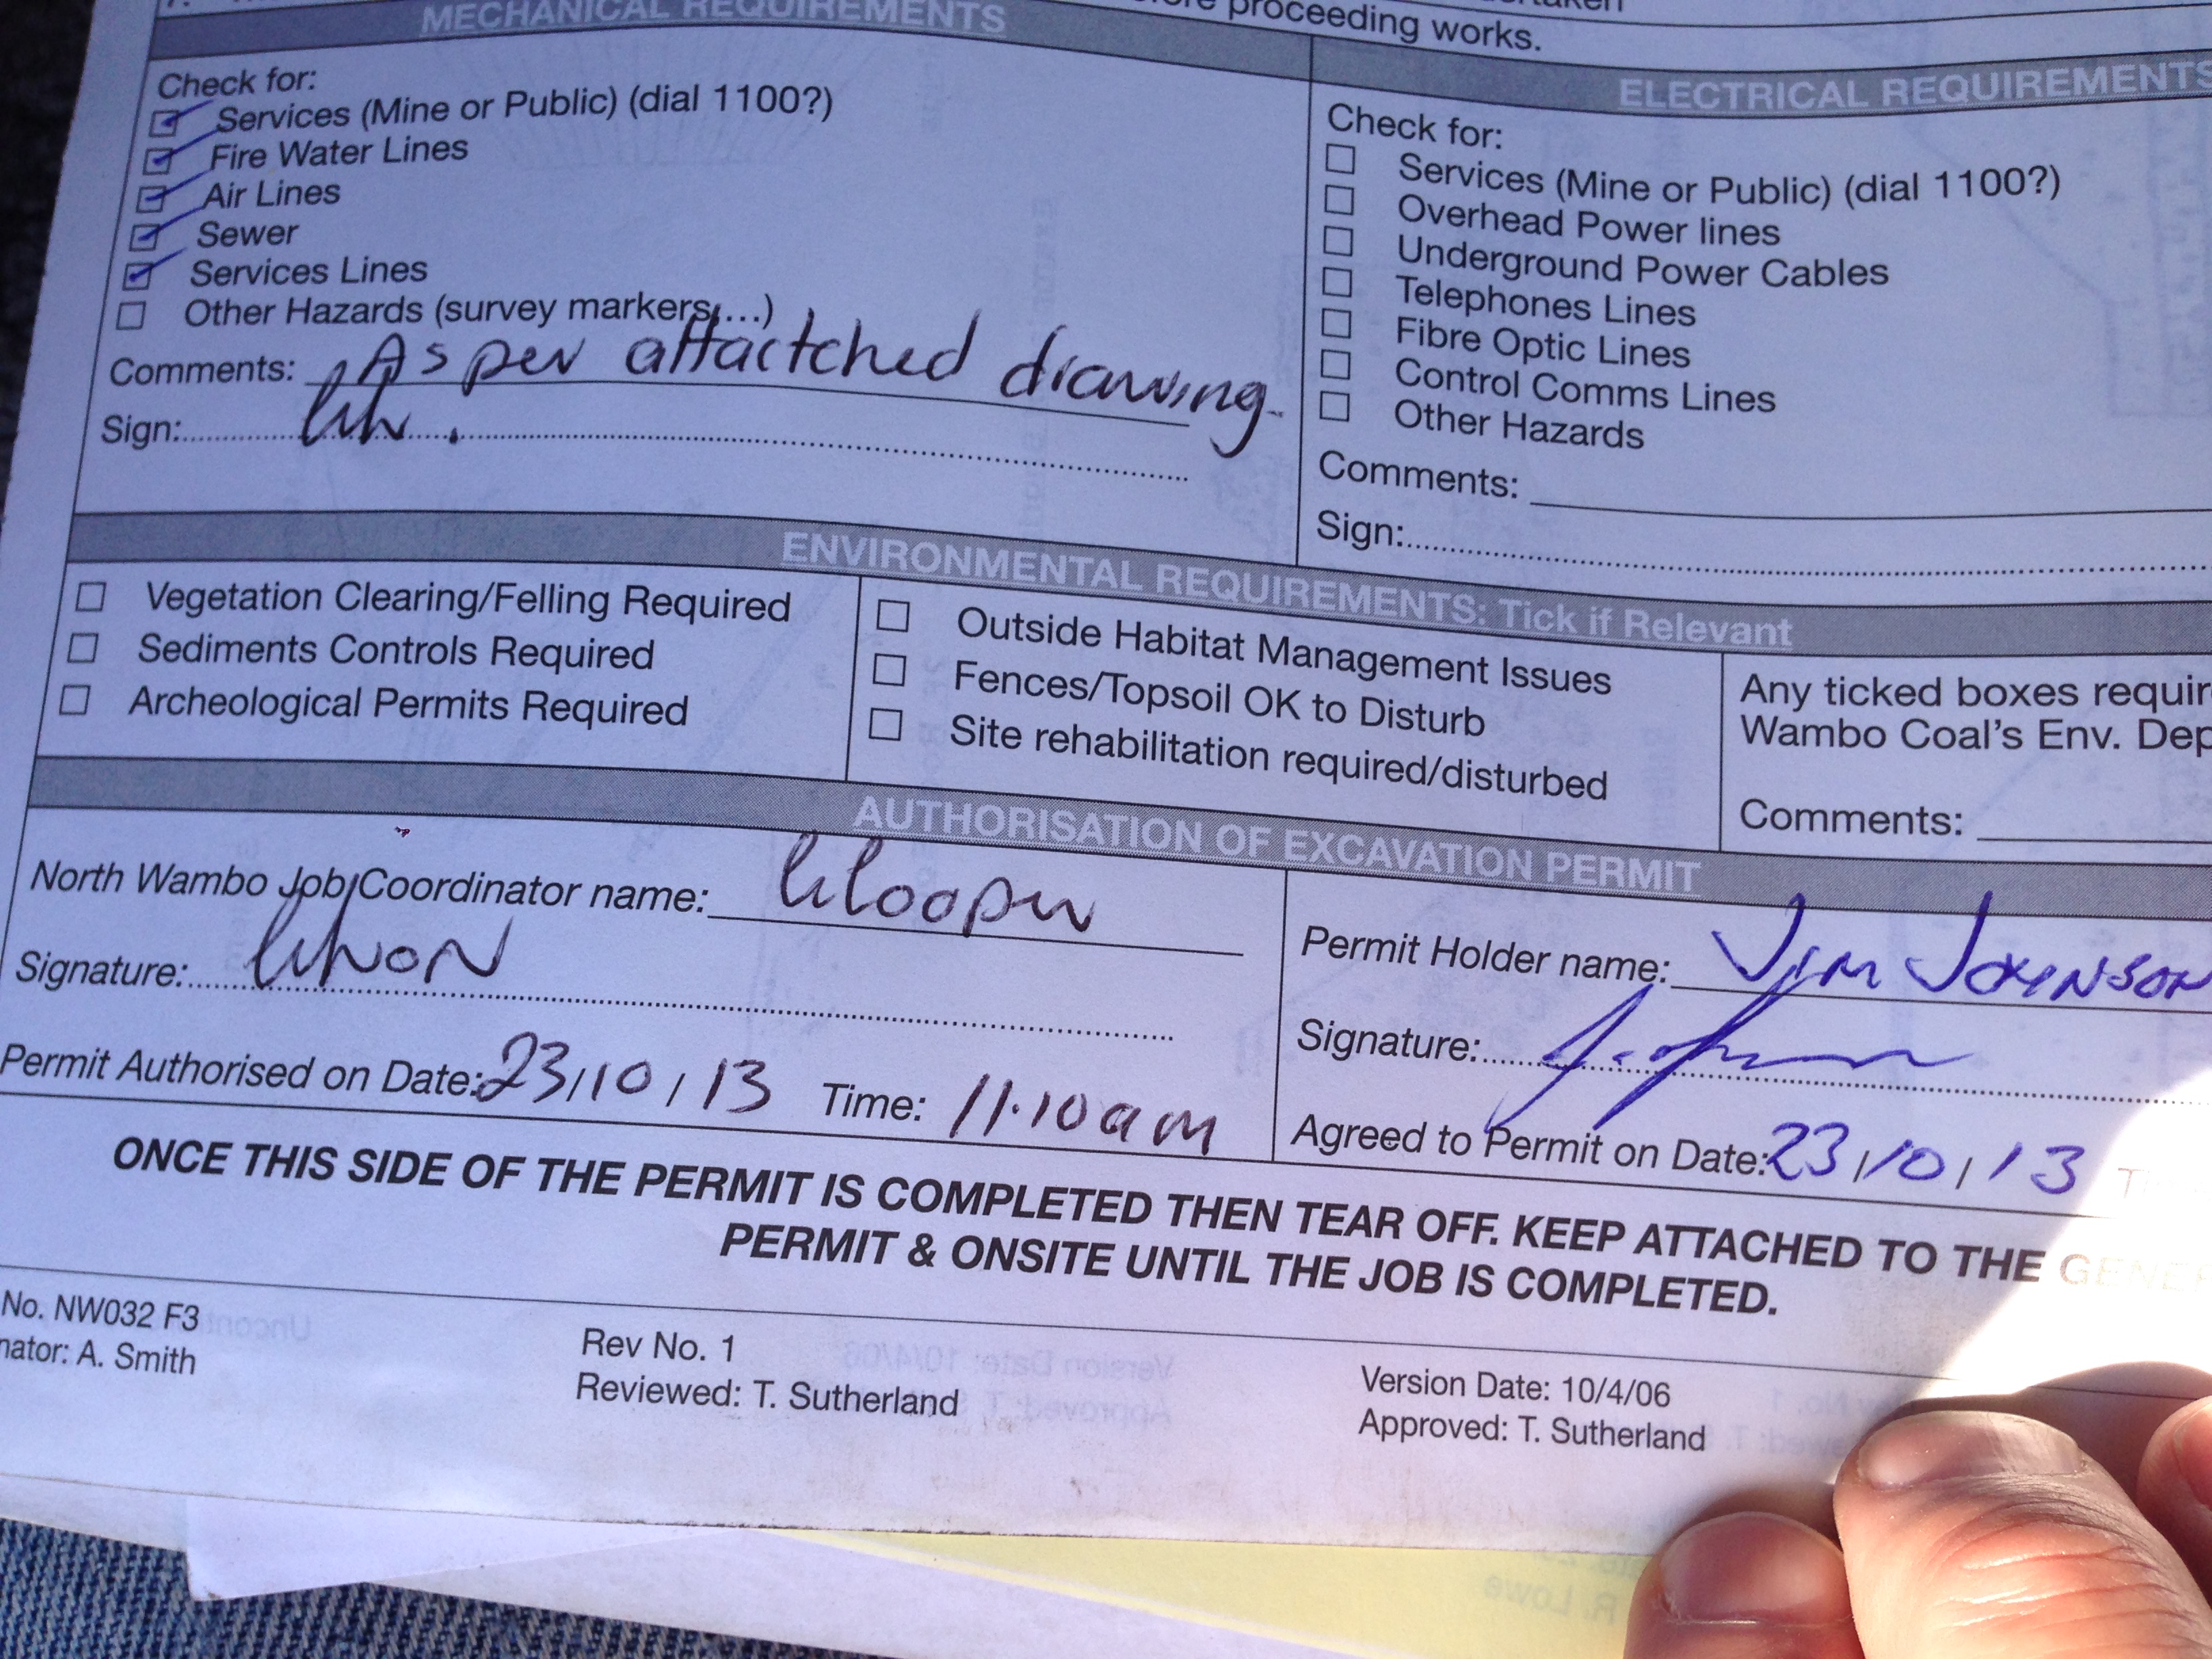 proceeding works.
MECHANICAL REQUIREMENTS
Check for:
Services (Mine or Public) (dial 1100?)
Fire Water Lines
Air Lines
Sewer
Services Lines
Other Hazards (survey markers,...)
Comments: As per attactched drawing.
Sign:
ELECTRICAL REQUIREMENTS
Check for:
Services (Mine or Public) (dial 1100?)
Overhead Power lines
Underground Power Cables
Telephones Lines
Fibre Optic Lines
Control Comms Lines
Other Hazards
Comments:
Sign:
ENVIRONMENTAL REQUIREMENTS: Tick if Relevant
Vegetation Clearing/Felling Required
Sediments Controls Required
Archeological Permits Required
Outside Habitat Management Issues
Fences/Topsoil OK to Disturb
Site rehabilitation required/disturbed
Any ticked boxes requir
Wambo Coal's Env. Dep
Comments:
AUTHORISATION OF EXCAVATION PERMIT
North Wambo Job Coordinator name:
Signature:
Permit Authorised on Date: 23/10/13 Time: 11.10am
Permit Holder name: JIM JOHNSON
Signature:
Agreed to Permit on Date: 23/10/13
ONCE THIS SIDE OF THE PERMIT IS COMPLETED THEN TEAR OFF. KEEP ATTACHED TO THE GENER
PERMIT & ONSITE UNTIL THE JOB IS COMPLETED.
No. NW032 F3
nator: A. Smith
Rev No. 1
Reviewed: T. Sutherland
Version Date: 10/4/06
Approved: T. Sutherland
R. Lowe